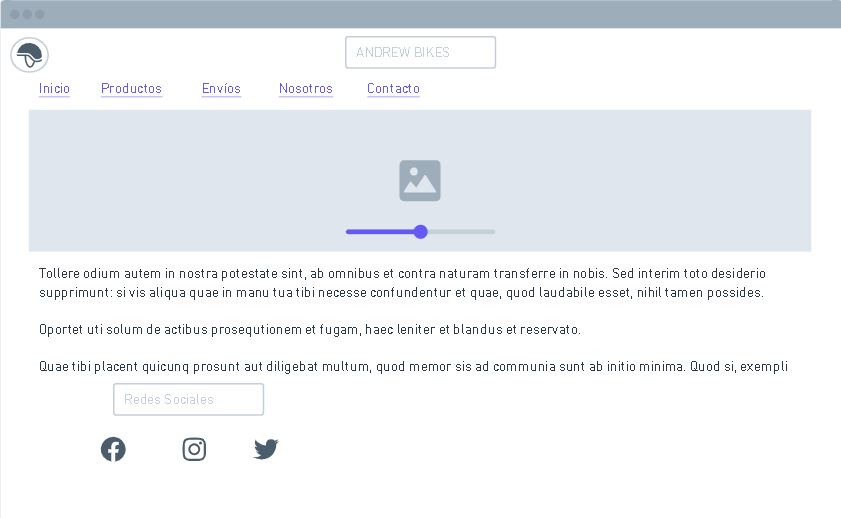 ANDREW BIKES
Inicio Productos Envíos Nosotros Contacto
Tollere odium autem in nostra potestate sint, ab omnibus et contra naturam transferre in nobis. Sed interim toto desiderio
supprimunt: si vis aliqua quae in manu tua tibi necesse confundentur et quae, quod laudabile esset, nihil tamen possides.
Oportet uti solum de actibus prosequtionem et fugam, haec leniter et blandus et reservato.
Quae tibi placent quicunq prosunt aut diligebat multum, quod memor sis ad communia sunt ab initio minima. Quod si, exempli
Redes Sociales